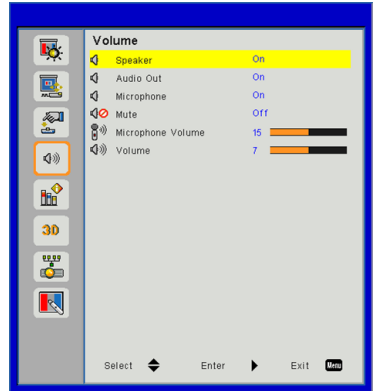 Volume
Speaker On
Audio Out On
Microphone On
Mute Off
Microphone Volume 15
Volume 7
3D
Select Enter Exit Menu